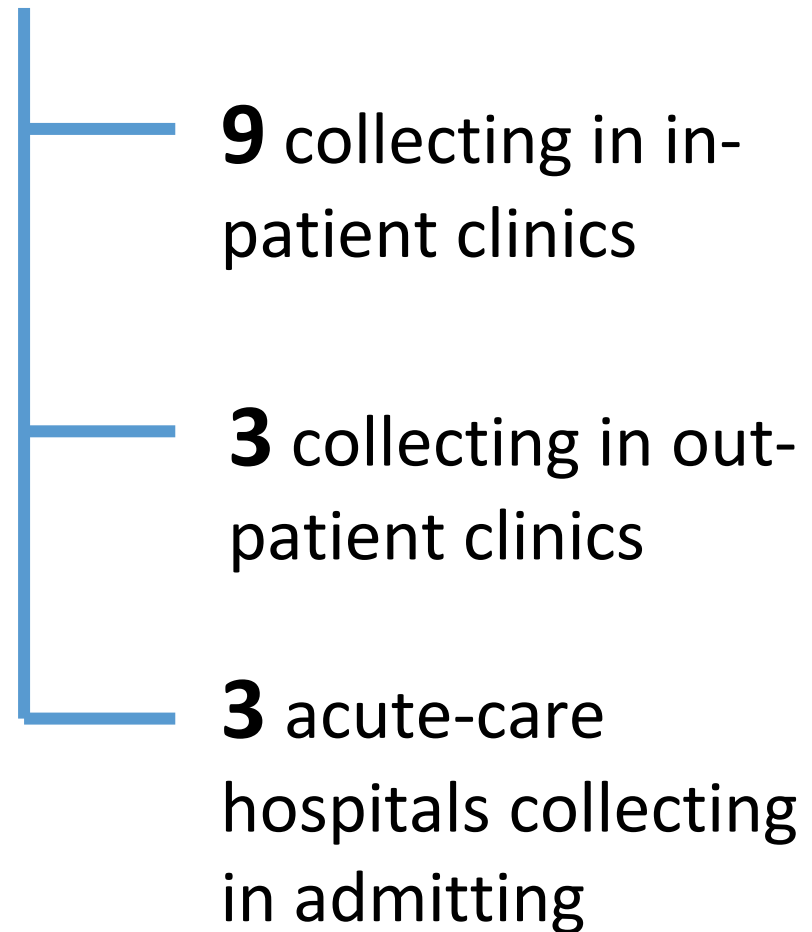 9 collecting in in-
patient clinics
3 collecting in out-
patient clinics
3 acute-care
hospitals collecting
in admitting